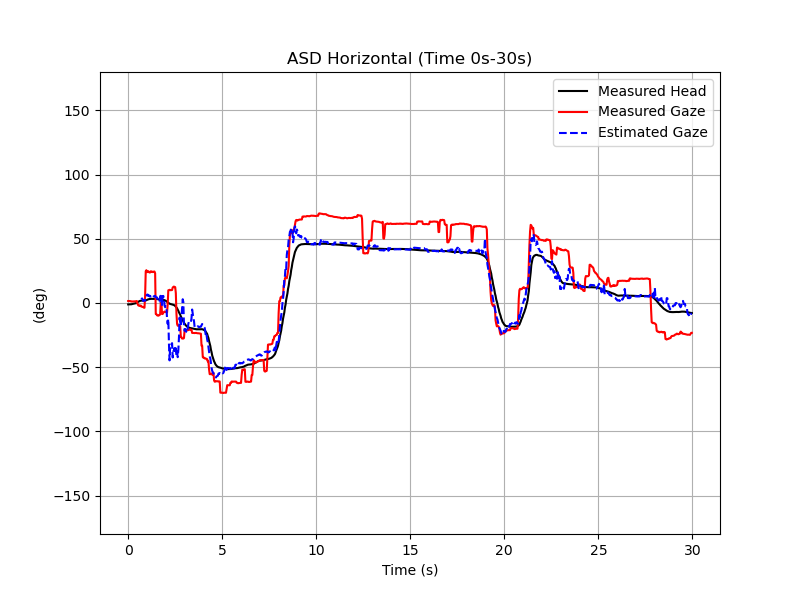 ASD Horizontal (Time 0s-30s)
Measured Head
Measured Gaze
Estimated Gaze
150
100
50
0
−50
−100
−150
(deg)
0 5 10 15 20 25 30
Time (s)